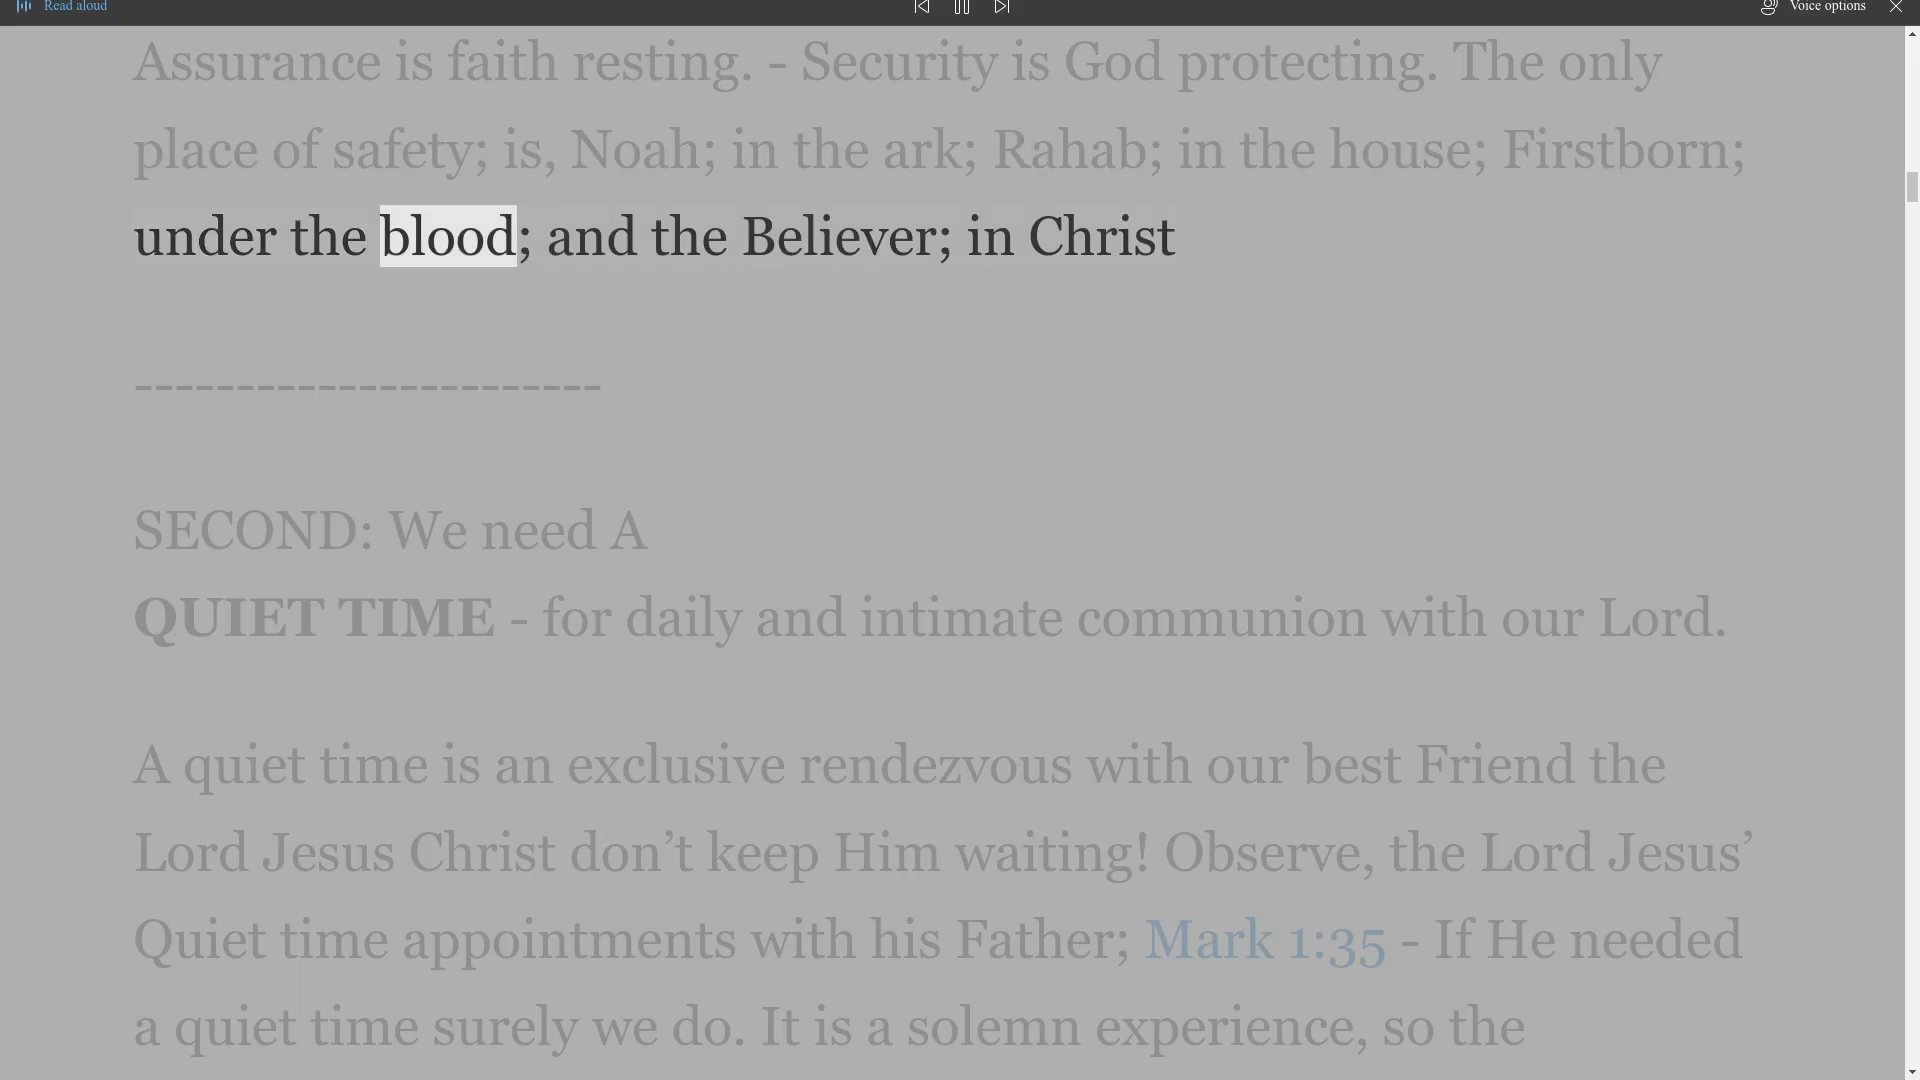 Read aloud
Voice options
Assurance is faith resting. - Security is God protecting. The only
place of safety; is, Noah; in the ark; Rahab; in the house; Firstborn;
under the blood; and the Believer; in Christ
-----------------------
SECOND: We need A
QUIET TIME - for daily and intimate communion with our Lord.
A quiet time is an exclusive rendezvous with our best Friend the
Lord Jesus Christ don’t keep Him waiting! Observe, the Lord Jesus’
Quiet time appointments with his Father; Mark 1:35 - If He needed
a quiet time surely we do. It is a solemn experience, so the